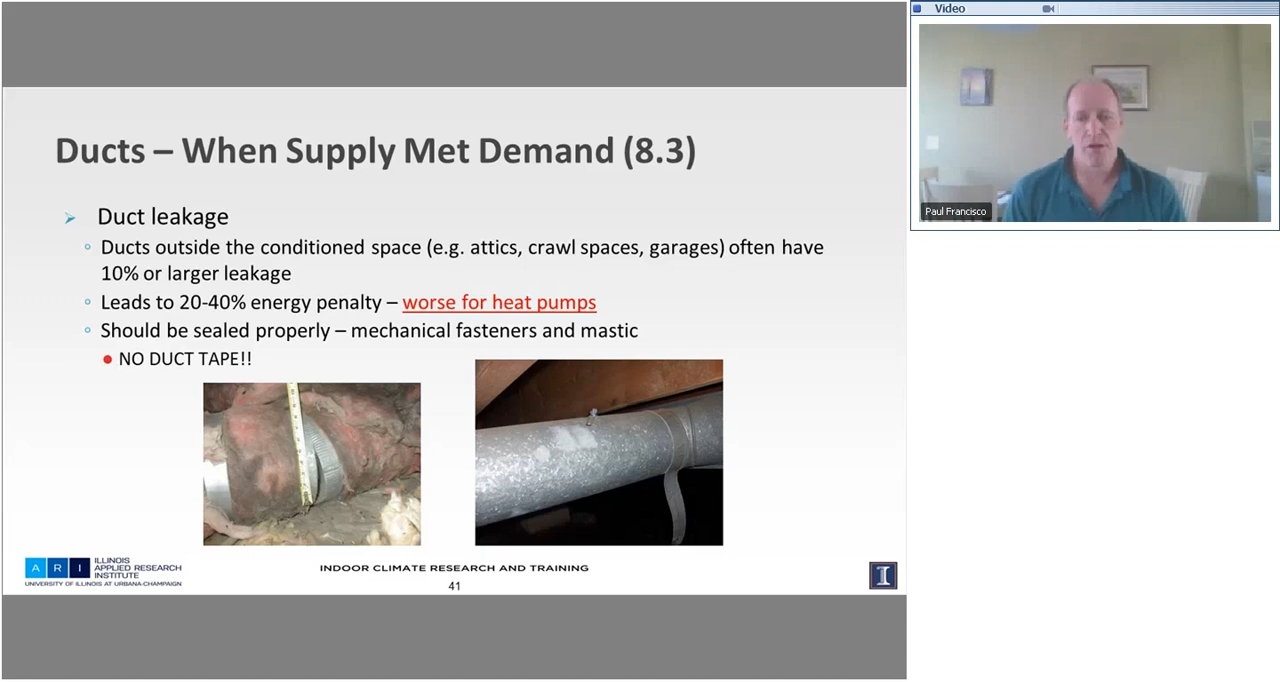 Video
Ducts – When Supply Met Demand (8.3)
Duct leakage
Ducts outside the conditioned space (e.g. attics, crawl spaces, garages) often have
10% or larger leakage
Leads to 20-40% energy penalty – worse for heat pumps
Should be sealed properly – mechanical fasteners and mastic
NO DUCT TAPE!!
Paul Francisco
A R I
ILLINOIS
APPLIED RESEARCH
INSTITUTE
UNIVERSITY OF ILLINOIS AT URBANA-CHAMPAIGN
INDOOR CLIMATE RESEARCH AND TRAINING
41
I